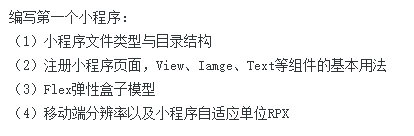 编写第一个小程序：
（1）小程序文件类型与目录结构
（2）注册小程序页面，View、Iamge、Text等组件的基本用法
（3）Flex弹性盒子模型
（4）移动端分辨率以及小程序自适应单位RPX